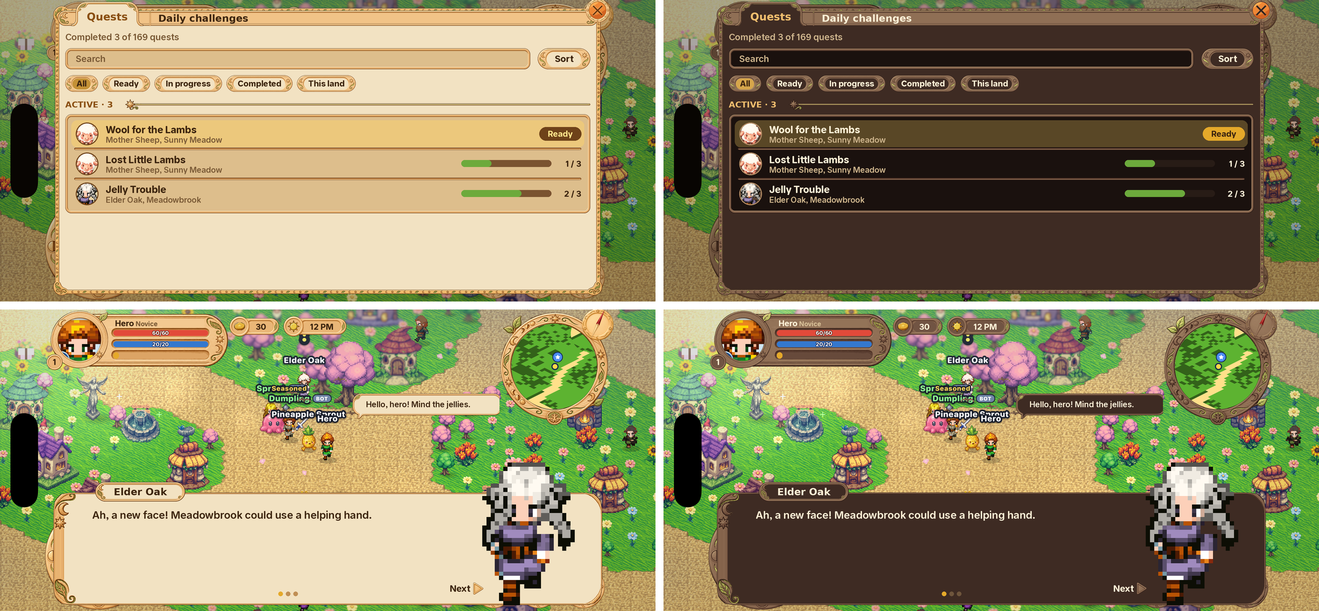 Quests
Daily challenges
Completed 3 of 169 quests
Search
Sort
All
Ready
In progress
Completed
This land
ACTIVE · 3
Wool for the Lambs
Mother Sheep, Sunny Meadow
Ready
Lost Little Lambs
Mother Sheep, Sunny Meadow
1 / 3
Jelly Trouble
Elder Oak, Meadowbrook
2 / 3
Quests
Daily challenges
Completed 3 of 169 quests
Search
Sort
All
Ready
In progress
Completed
This land
ACTIVE · 3
Wool for the Lambs
Mother Sheep, Sunny Meadow
Ready
Lost Little Lambs
Mother Sheep, Sunny Meadow
1 / 3
Jelly Trouble
Elder Oak, Meadowbrook
2 / 3
Hero Novice
60/60
20/20
1
30
12 PM
Elder Oak
Seasoned
Dumpling BOT
Pineapple Sprout
Hero
Hello, hero! Mind the jellies.
Elder Oak
Ah, a new face! Meadowbrook could use a helping hand.
Next
Hero Novice
60/60
20/20
1
30
12 PM
Elder Oak
Seasoned
Dumpling BOT
Pineapple Sprout
Hero
Hello, hero! Mind the jellies.
Elder Oak
Ah, a new face! Meadowbrook could use a helping hand.
Next